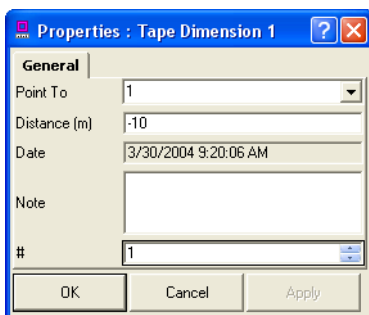 Properties : Tape Dimension 1
General
Point To 1
Distance (m) -10
Date 3/30/2004 9:20:06 AM
Note
# 1
OK Cancel Apply